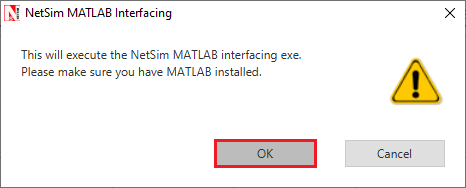 NetSim MATLAB Interfacing
This will execute the NetSim MATLAB interfacing exe.
Please make sure you have MATLAB installed.
OK
Cancel